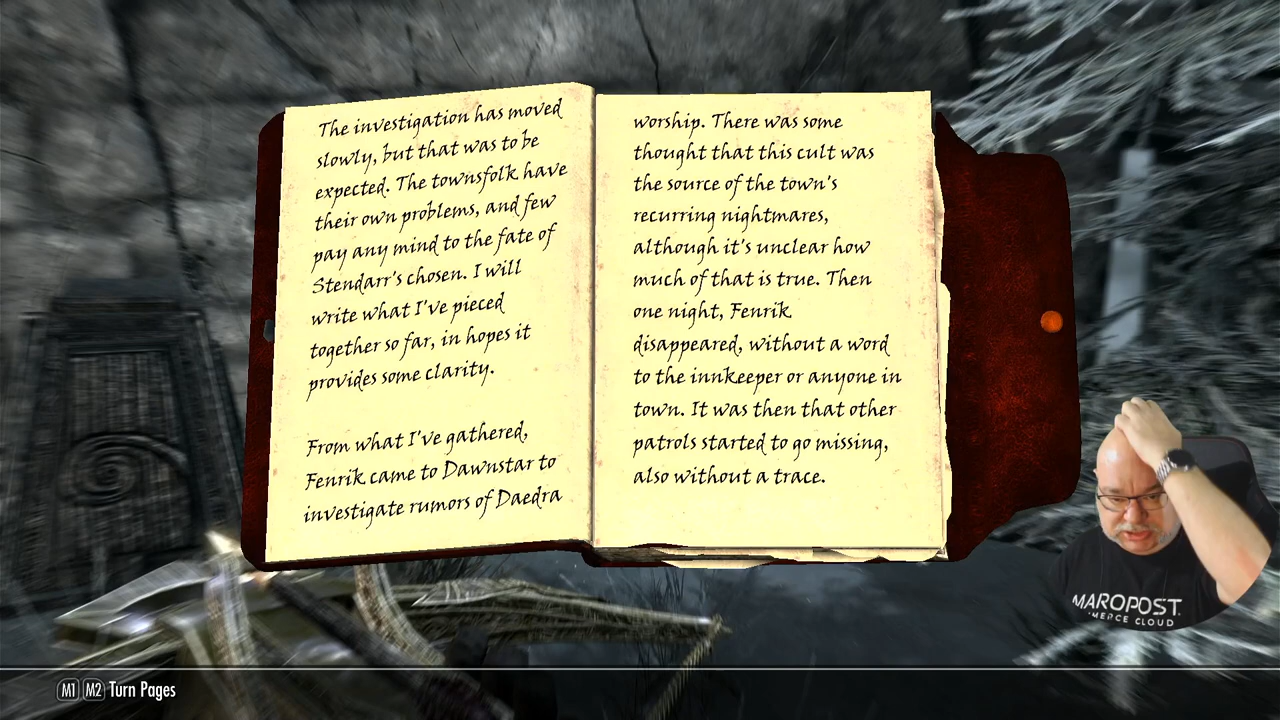 The investigation has moved
slowly, but that was to be
expected. The townsfolk have
their own problems, and few
pay any mind to the fate of
Stendarr's chosen. I will
write what I've pieced
together so far, in hopes it
provides some clarity.
From what I've gathered,
Fenrik came to Dawnstar to
investigate rumors of Daedra
worship. There was some
thought that this cult was
the source of the town's
recurring nightmares,
although it's unclear how
much of that is true. Then
one night, Fenrik
disappeared, without a word
to the innkeeper or anyone in
town. It was then that other
patrols started to go missing,
also without a trace.
MAROPOST
MERCE CLOUD
M1 M2 Turn Pages